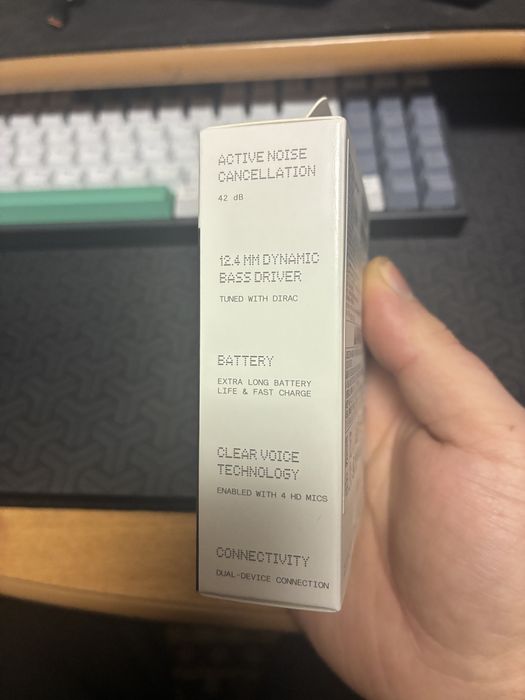 ACTIVE NOISE
CANCELLATION
42 dB
12.4 MM DYNAMIC
BASS DRIVER
TUNED WITH DIRAC
BATTERY
EXTRA LONG BATTERY
LIFE & FAST CHARGE
CLEAR VOICE
TECHNOLOGY
ENABLED WITH 4 HD MICS
CONNECTIVITY
DUAL-DEVICE CONNECTION